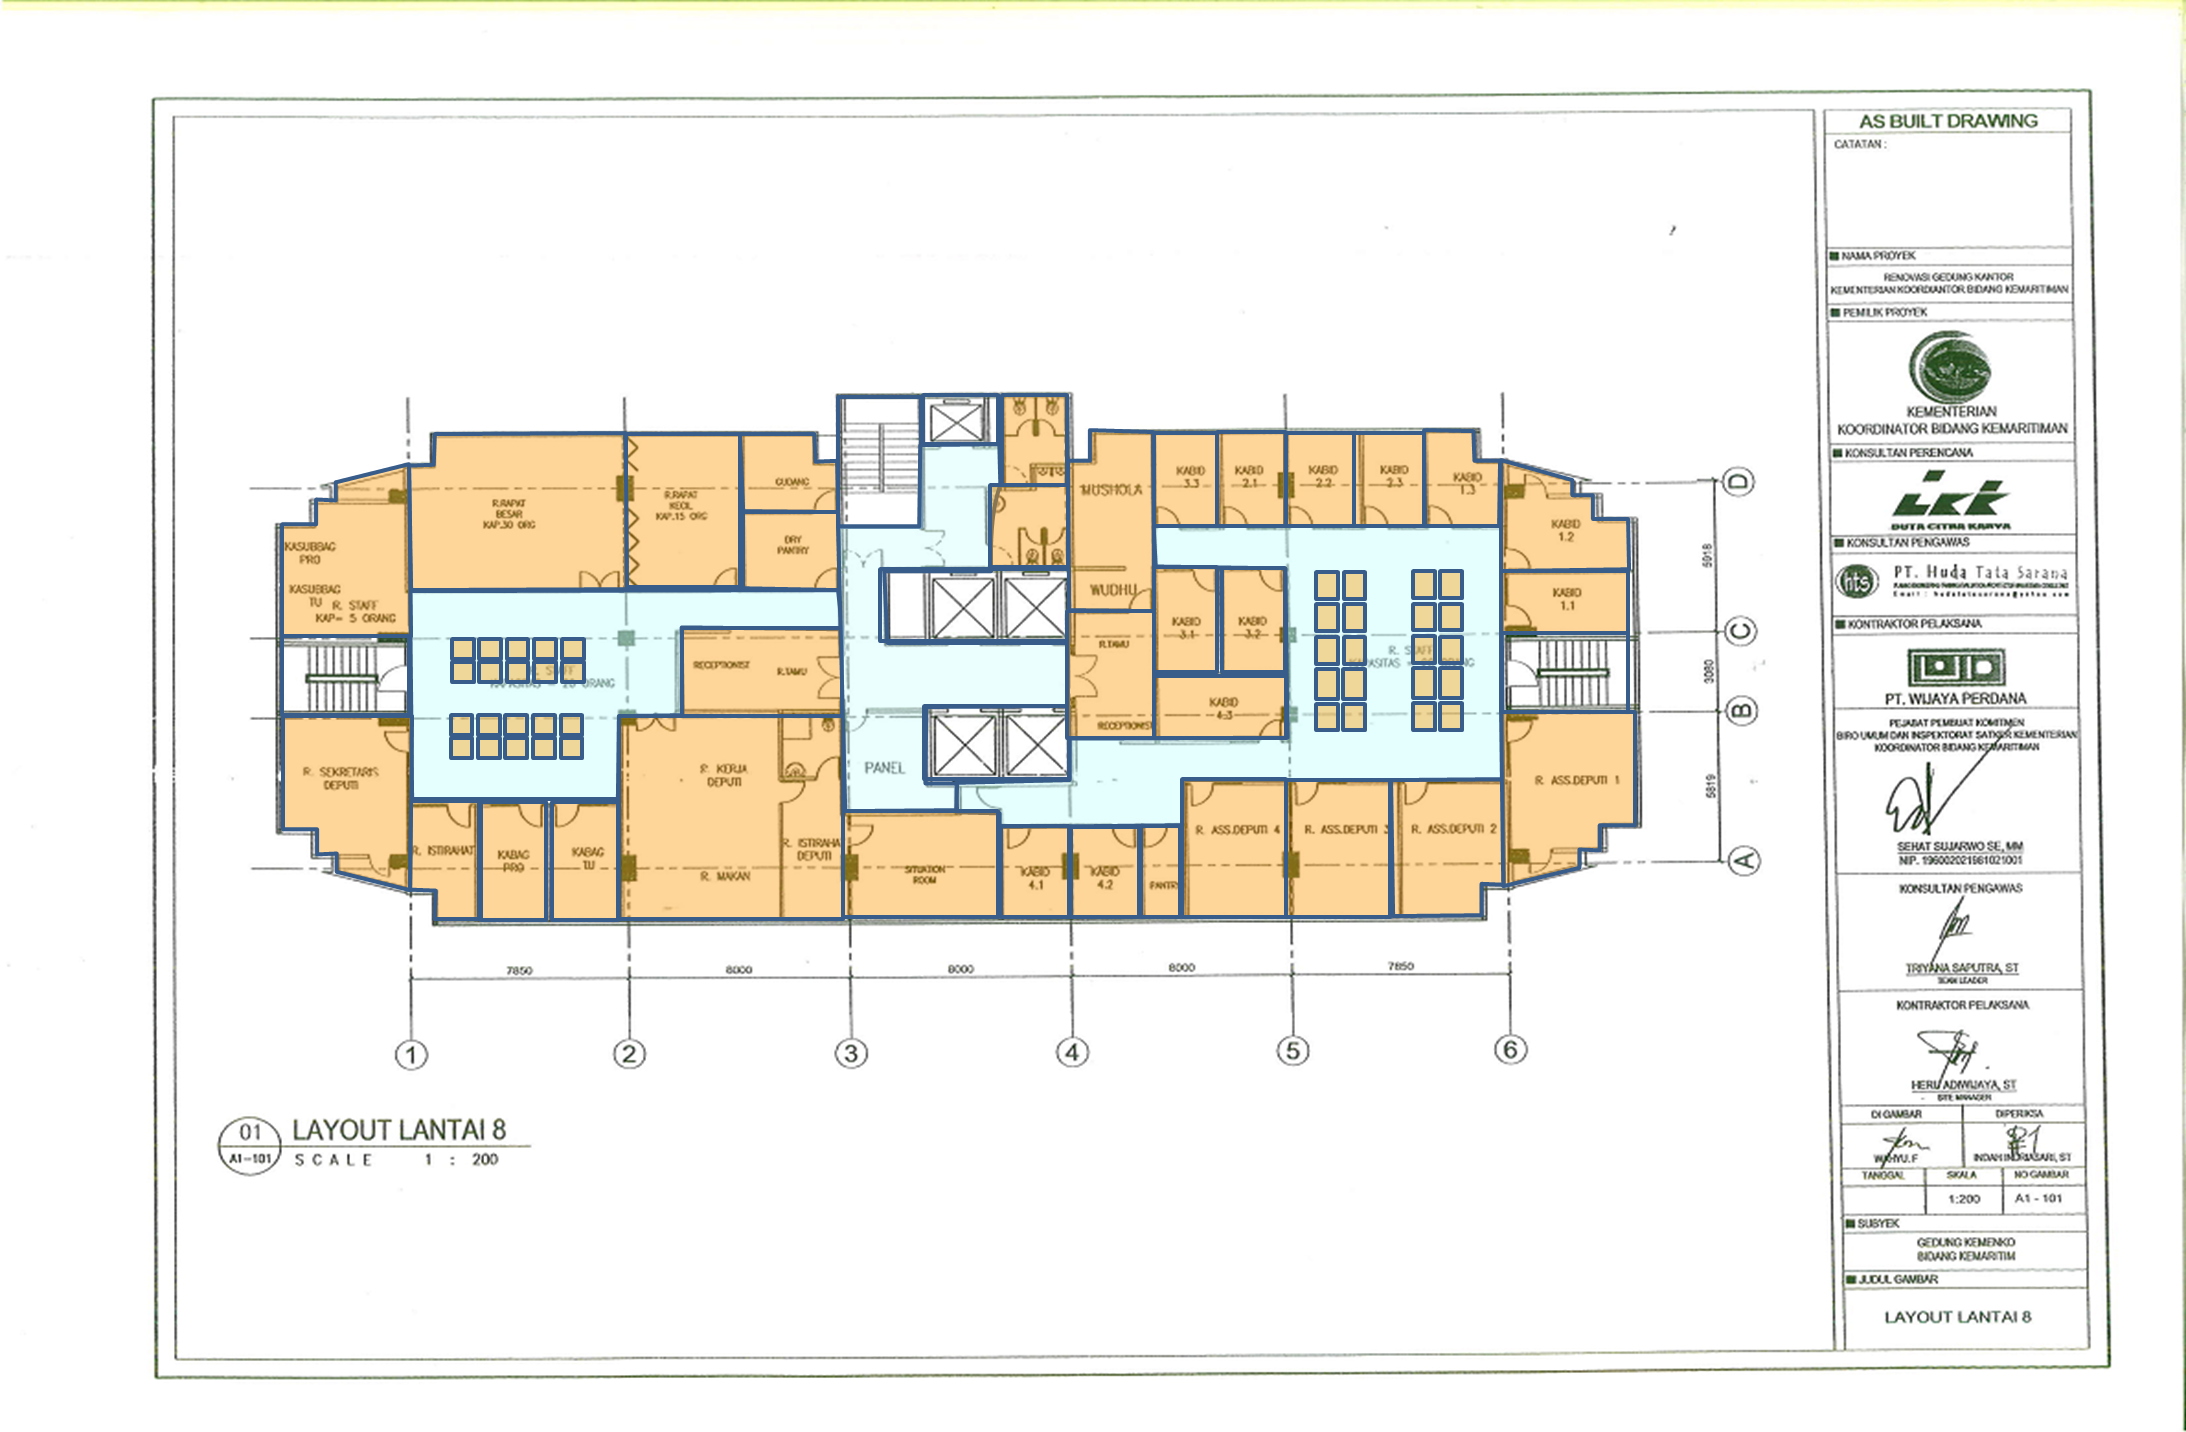 AS BUILT DRAWING
CATATAN :
NAMA PROYEK
RENOVASI GEDUNG KANTOR
KEMENTERIAN KOORDIANTOR BIDANG KEMARITIMAN
PEMILIK PROYEK
KEMENTERIAN
KOORDINATOR BIDANG KEMARITIMAN
KONSULTAN PERENCANA
DUTA CITRA KARYA
KONSULTAN PENGAWAS
hts
PT. Huda Tata Sarana
KONTRAKTOR PELAKSANA
PT. WIJAYA PERDANA
PEJABAT PEMBUAT KOMITMEN
BIRO UMUM DAN INSPEKTORAT SATKER KEMENTERIAN
KOORDINATOR BIDANG KEMARITIMAN
SEHAT SUJARWO SE, MM
NIP. 196002021981021001
KONSULTAN PENGAWAS
TRIYANA SAPUTRA, ST
TEAM LEADER
KONTRAKTOR PELAKSANA
HERU ADIWIJAYA, ST
SITE MANAGER
DI GAMBAR DIPERIKSA
WAHYU. F INDAH INDRIASARI, ST
TANGGAL SKALA NO GAMBAR
1:200 A1 - 101
SUBYEK
GEDUNG KEMENKO
BIDANG KEMARITIM
JUDUL GAMBAR
LAYOUT LANTAI 8
R.RAPAT
BESAR
KAP.30 ORG
R.RAPAT
KECIL
KAP.15 ORG
GUDANG
DRY
PANTRY
KASUBBAG
PRO
KASUBBAG
TU
R. STAFF
KAP= 5 ORANG
R. SEKRETARIS
DEPUTI
R. ISTIRAHAT
KABAG
PRO
KABAG
TU
RECEPTIONIST
R.TAMU
R. KERJA
DEPUTI
R. MAKAN
R. ISTIRAHA
DEPUTI
PANEL
SITUATION
ROOM
MUSHOLA
WUDHU
R.TAMU
RECEPTIONIST
KABID
3.3
KABID
2.1
KABID
2.2
KABID
2.3
KABID
1.3
KABID
1.2
KABID
1.1
KABID
3.1
KABID
3.2
KABID
4.3
KABID
4.1
KABID
4.2
PANTRY
R. ASS.DEPUTI 4
R. ASS.DEPUTI 3
R. ASS.DEPUTI 2
R. ASS.DEPUTI 1
D
5918
C
3080
B
5819
A
7850 8000 8000 8000 7850
1 2 3 4 5 6
01
A1-101
LAYOUT LANTAI 8
SCALE 1 : 200